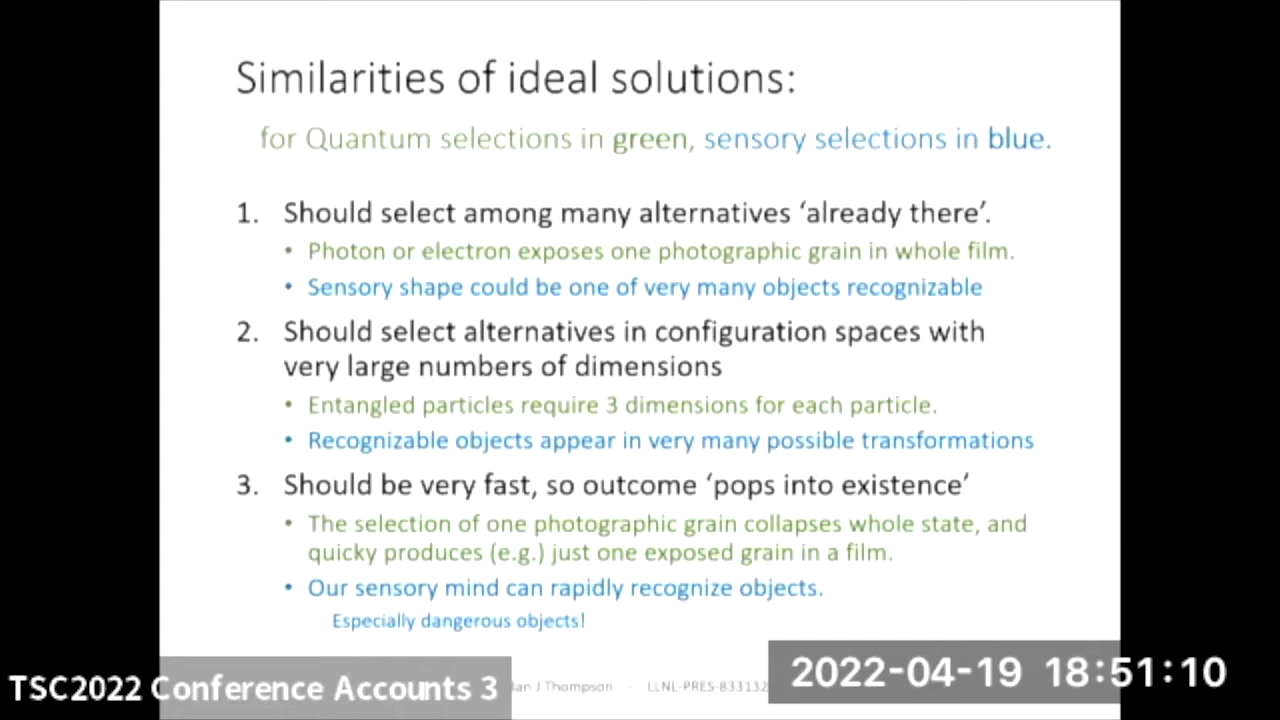 Similarities of ideal solutions:
for Quantum selections in green, sensory selections in blue.
1. Should select among many alternatives ‘already there’.
• Photon or electron exposes one photographic grain in whole film.
• Sensory shape could be one of very many objects recognizable
2. Should select alternatives in configuration spaces with
very large numbers of dimensions
• Entangled particles require 3 dimensions for each particle.
• Recognizable objects appear in very many possible transformations
3. Should be very fast, so outcome ‘pops into existence’
• The selection of one photographic grain collapses whole state, and
quicky produces (e.g.) just one exposed grain in a film.
• Our sensory mind can rapidly recognize objects.
Especially dangerous objects!
TSC2022 Conference Accounts 3
J Thompson - LLNL-PRES-833132
2022-04-19 18:51:10